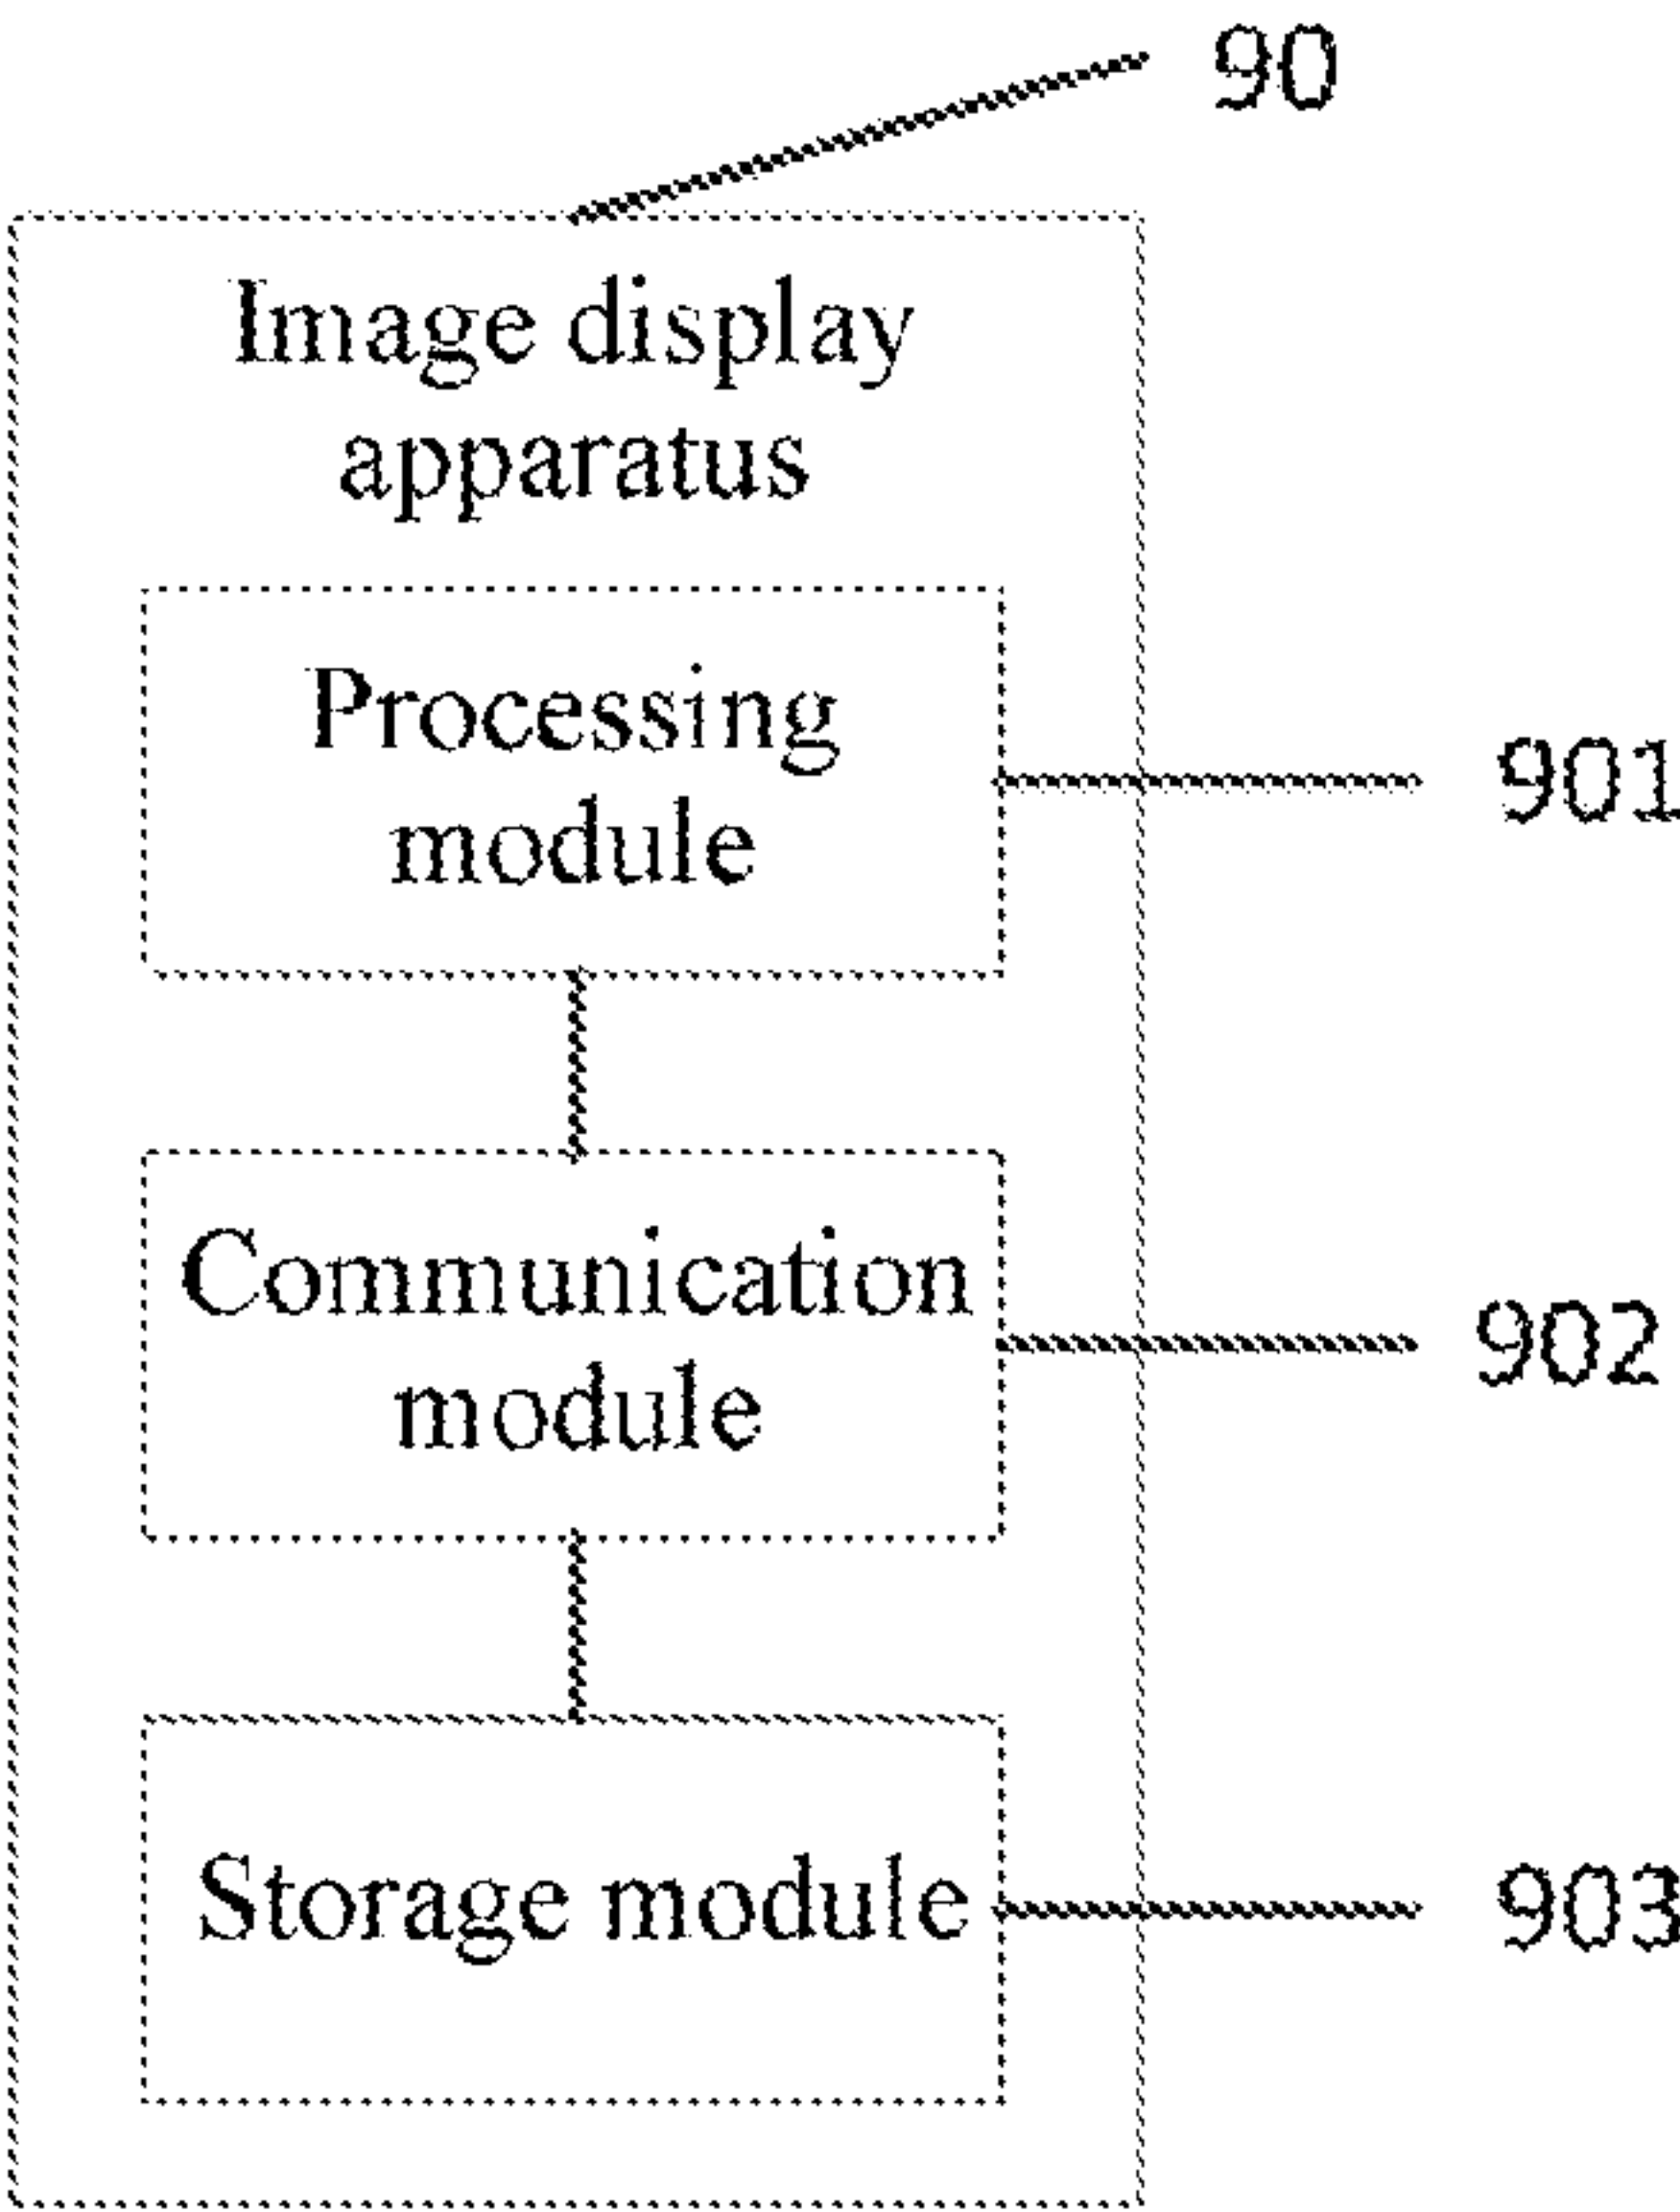 90
Image display
apparatus
Processing
module
901
Communication
module
902
Storage module
903